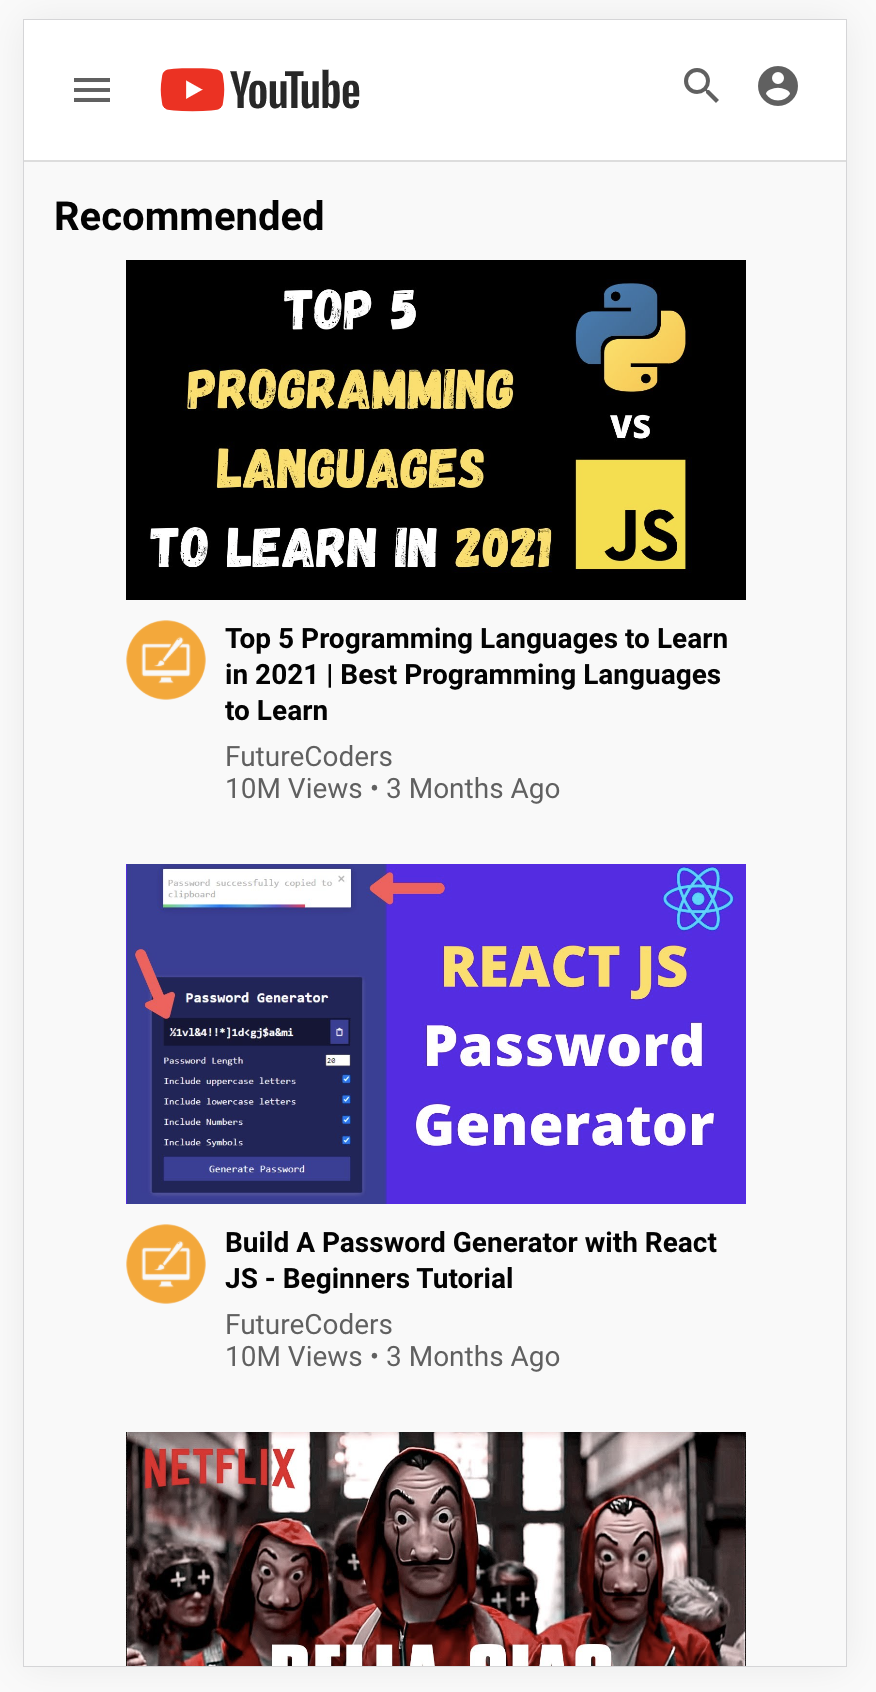 YouTube
Recommended
TOP 5
PROGRAMMING
LANGUAGES
TO LEARN IN 2021
VS
JS
Top 5 Programming Languages to Learn
in 2021 | Best Programming Languages
to Learn
FutureCoders
10M Views • 3 Months Ago
Password successfully copied to
clipboard
Password Generator
½1vl&4!!*]1d<gj$a&mi
Password Length
20
Include uppercase letters
Include lowercase letters
Include Numbers
Include Symbols
Generate Password
REACT JS
Password
Generator
Build A Password Generator with React
JS - Beginners Tutorial
FutureCoders
10M Views • 3 Months Ago
NETFLIX
BELLA CIAO